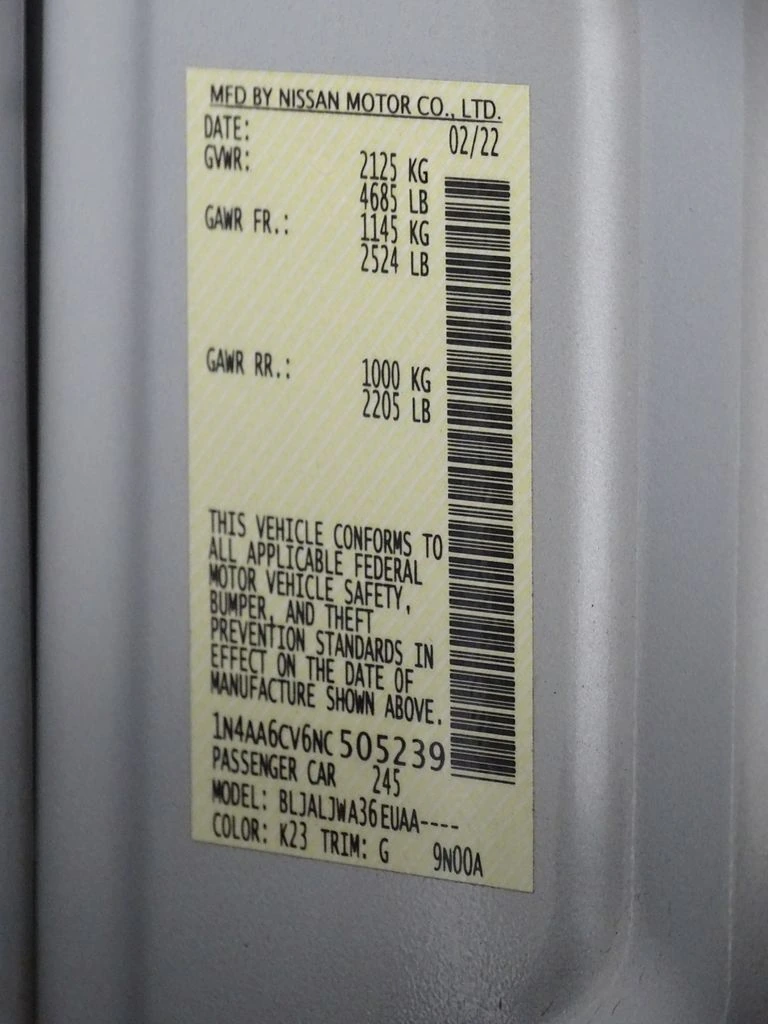 MFD BY NISSAN MOTOR CO., LTD.
DATE: 02/22
GVWR: 2125 KG
4685 LB
GAWR FR.: 1145 KG
2524 LB
GAWR RR.: 1000 KG
2205 LB
THIS VEHICLE CONFORMS TO
ALL APPLICABLE FEDERAL
MOTOR VEHICLE SAFETY,
BUMPER, AND THEFT
PREVENTION STANDARDS IN
EFFECT ON THE DATE OF
MANUFACTURE SHOWN ABOVE.
1N4AA6CV6NC505239
PASSENGER CAR 245
MODEL: BLJALJWA36EUAA----
COLOR: K23 TRIM: G 9N00A